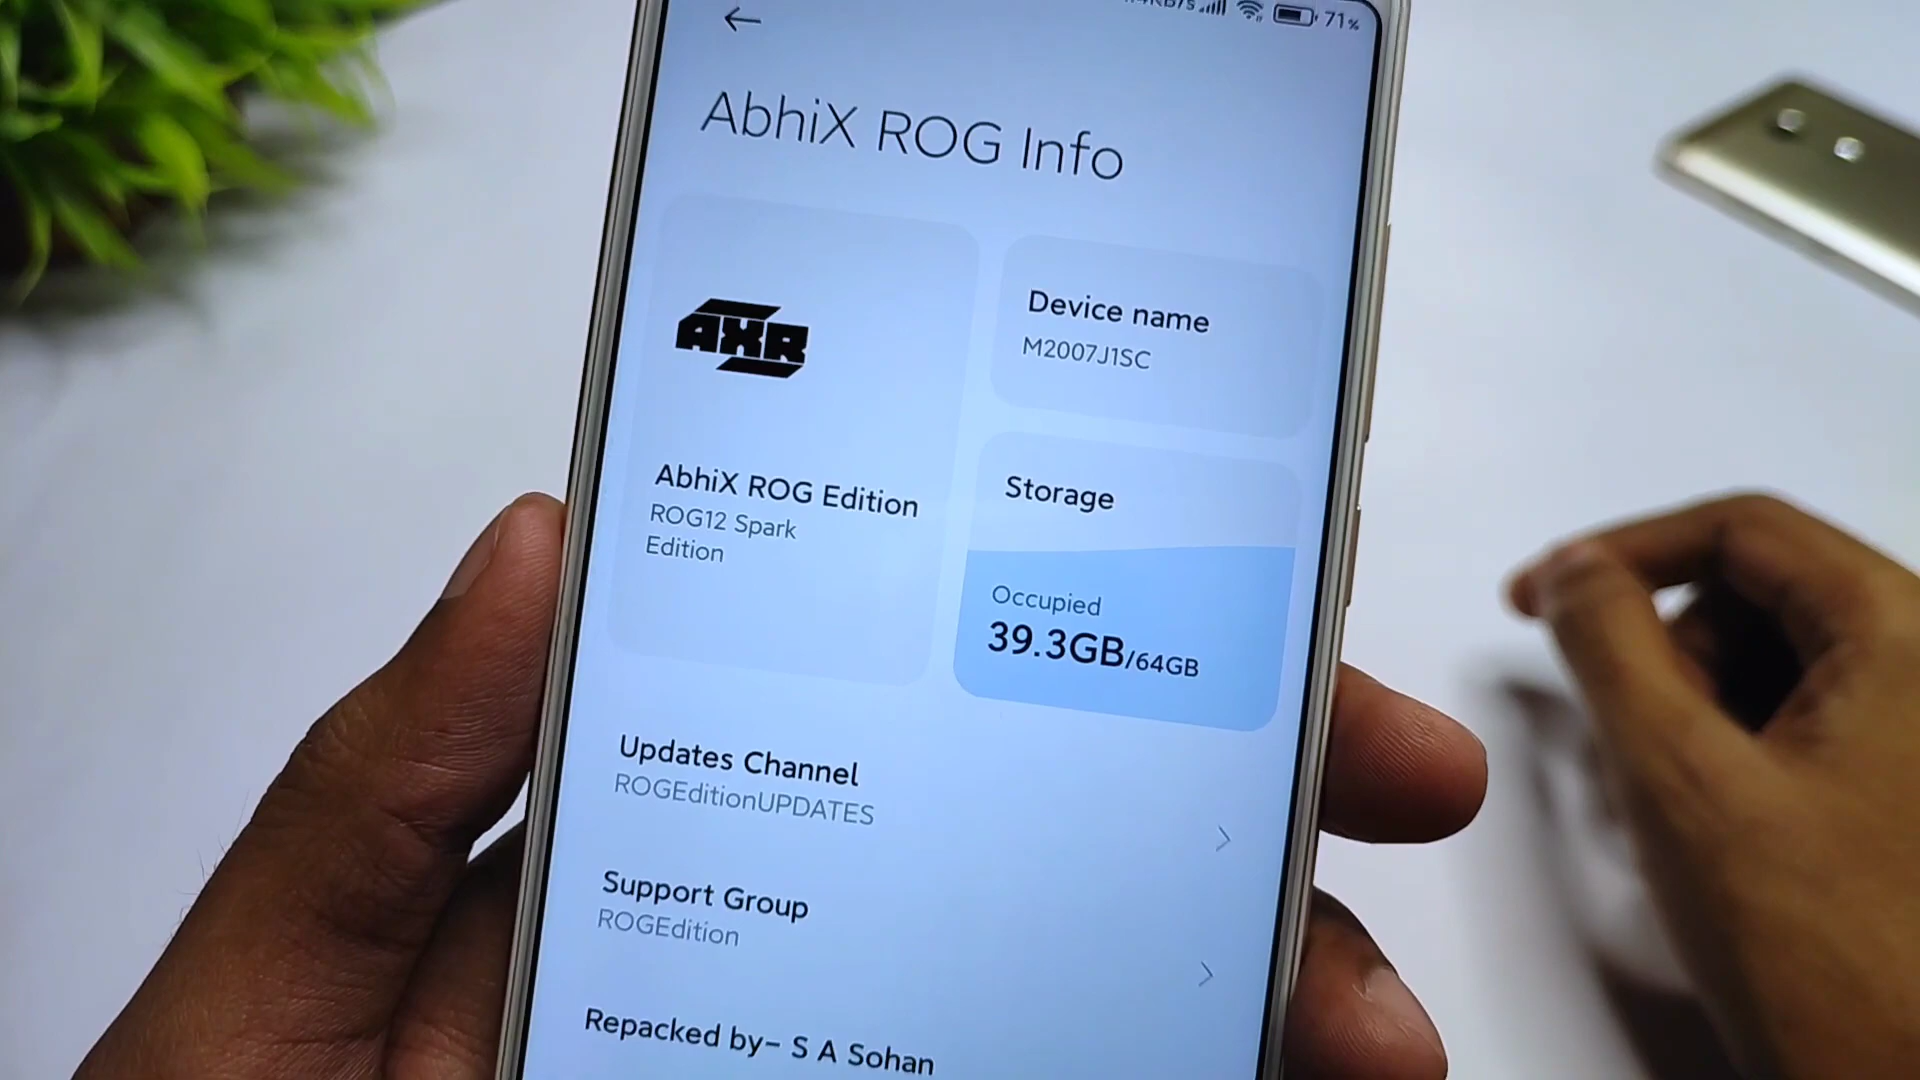 71%
AbhiX ROG Info
AXR
AbhiX ROG Edition
ROG12 Spark
Edition
Device name
M2007J1SC
Storage
Occupied
39.3GB/64GB
Updates Channel
ROGEditionUPDATES
Support Group
ROGEdition
Repacked by- S A Sohan